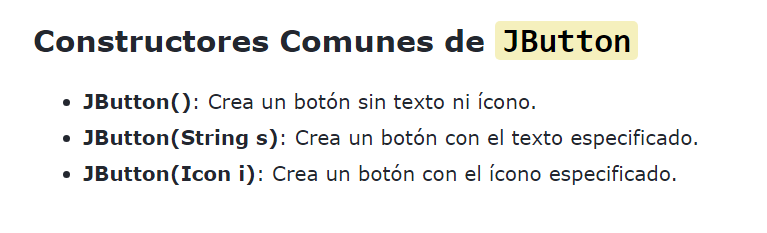 Constructores Comunes de JButton
• JButton(): Crea un botón sin texto ni ícono.
• JButton(String s): Crea un botón con el texto especificado.
• JButton(Icon i): Crea un botón con el ícono especificado.